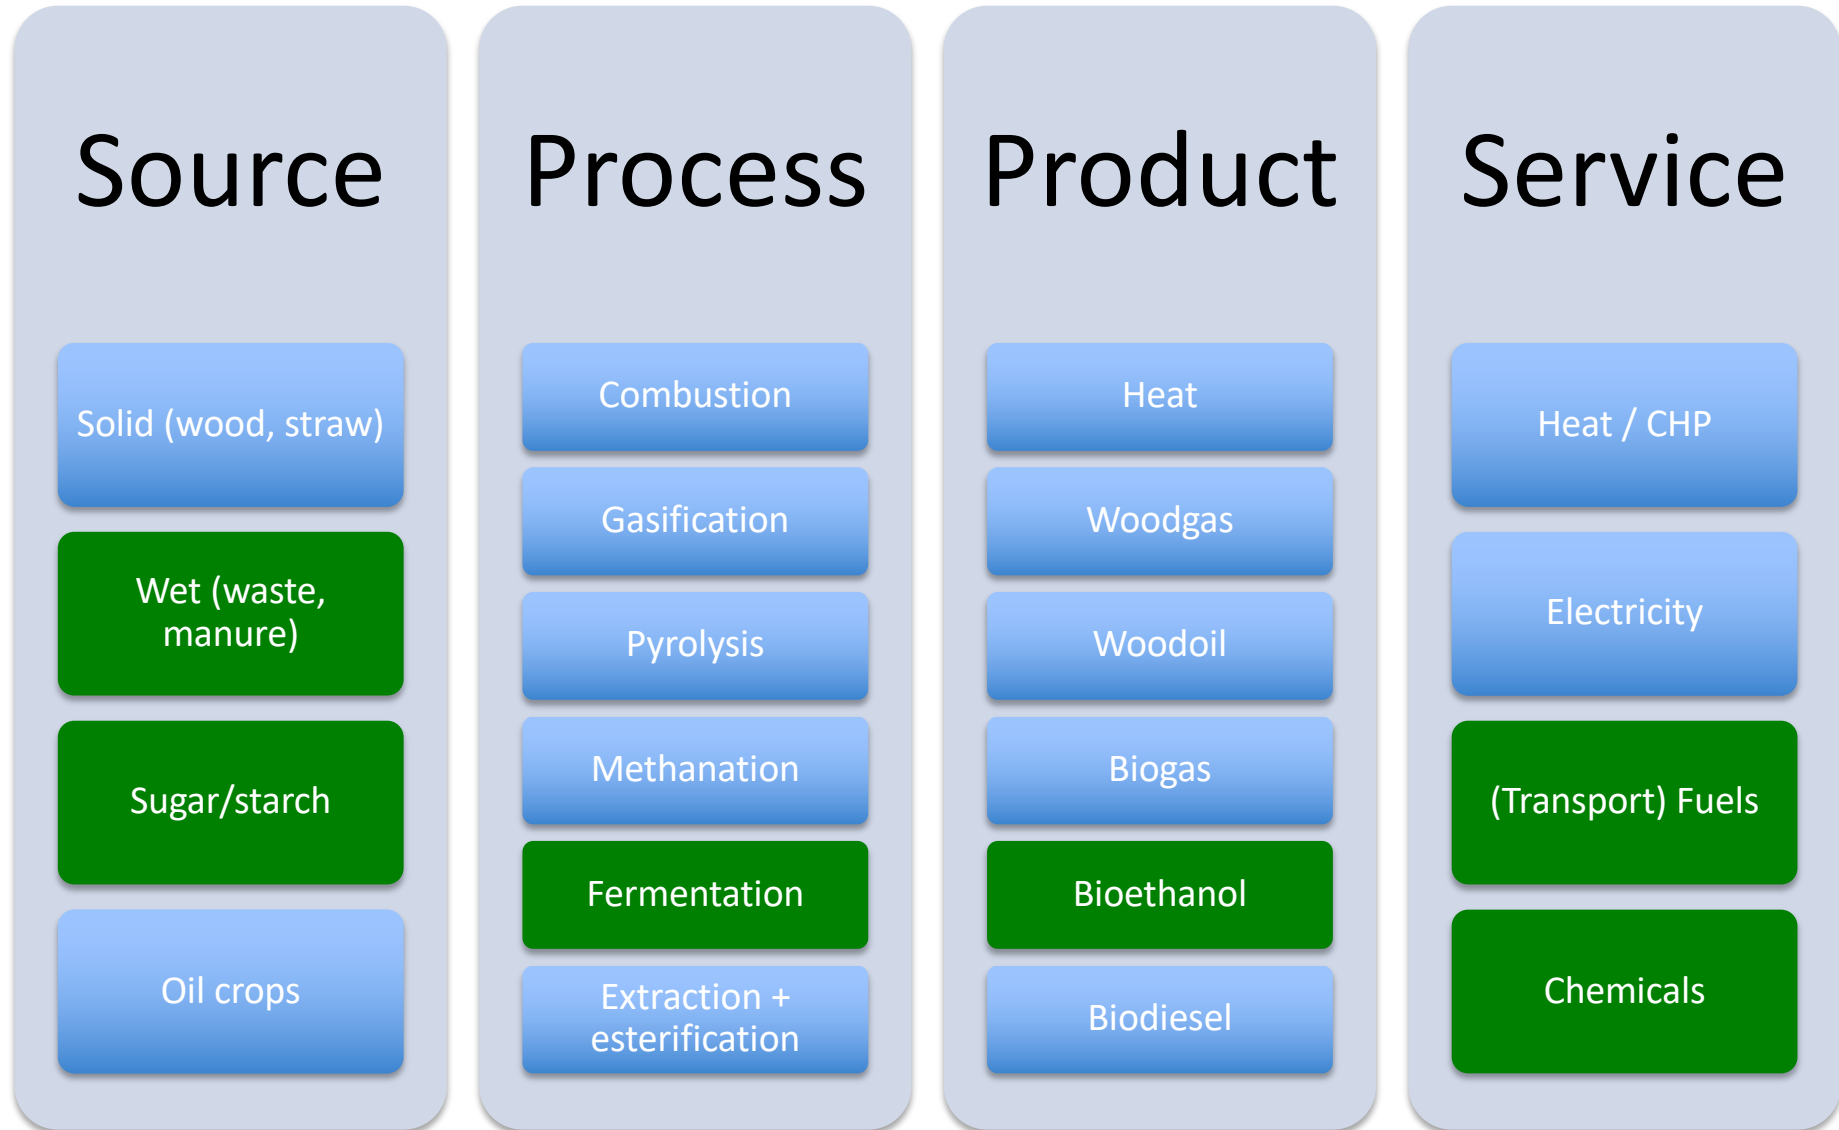 Source
Solid (wood, straw)
Wet (waste,
manure)
Sugar/starch
Oil crops
Process
Combustion
Gasification
Pyrolysis
Methanation
Fermentation
Extraction +
esterification
Product
Heat
Woodgas
Woodoil
Biogas
Bioethanol
Biodiesel
Service
Heat / CHP
Electricity
(Transport) Fuels
Chemicals